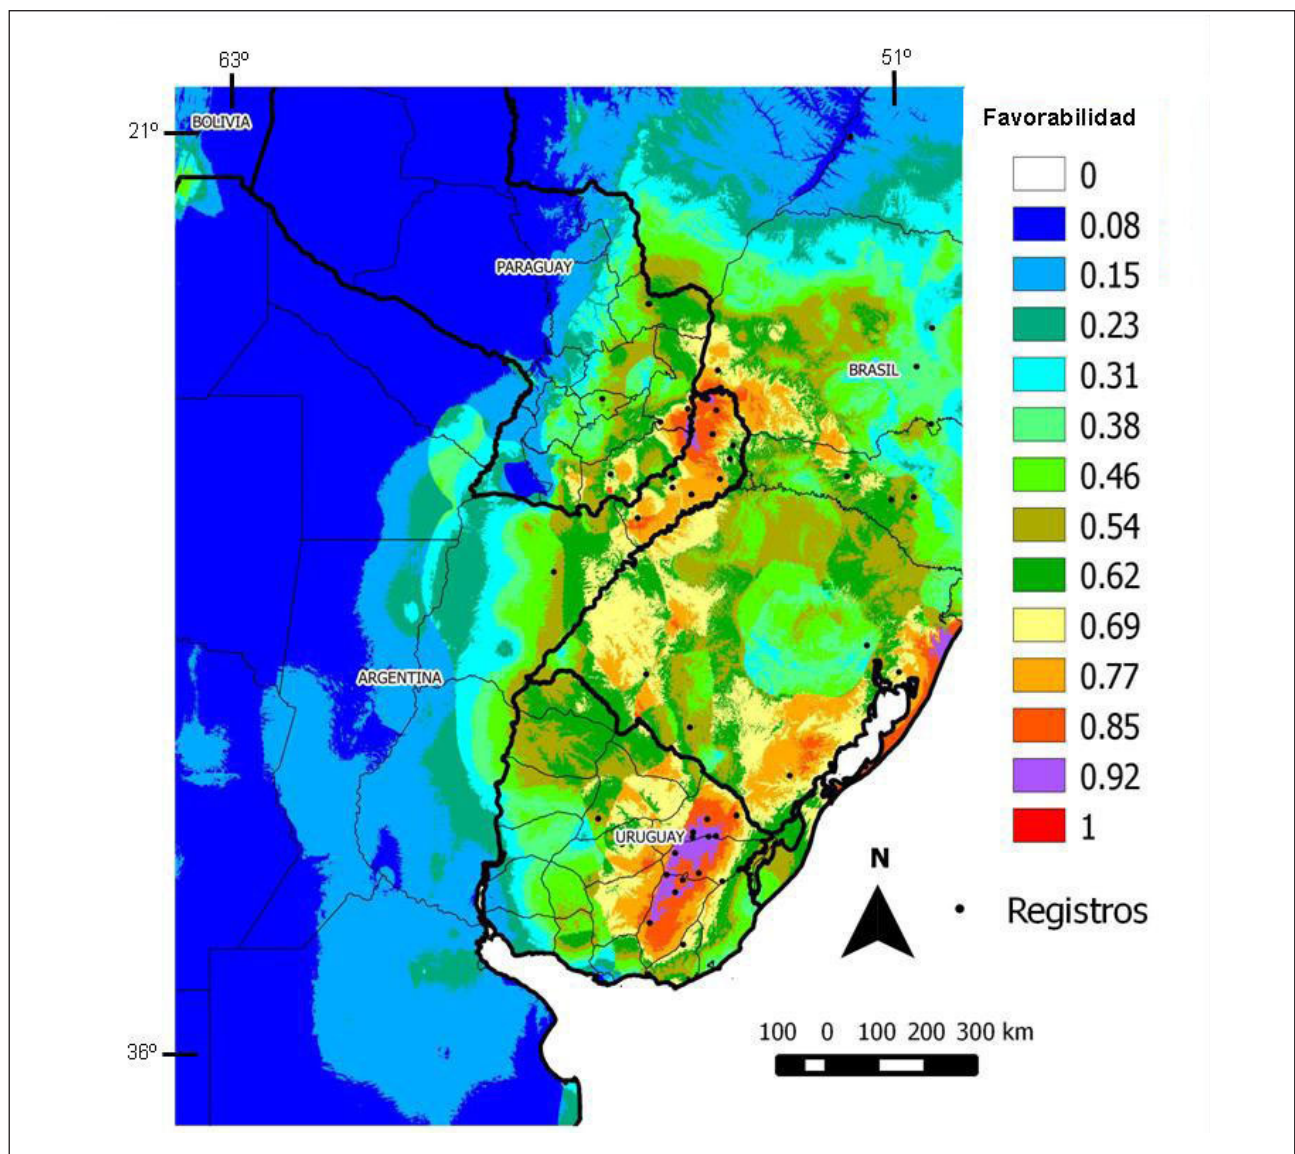 63º
51º
21º
BOLIVIA
Favorabilidad
0
0.08
0.15
PARAGUAY
0.23
0.31
BRASIL
0.38
0.46
0.54
0.62
0.69
ARGENTINA
0.77
0.85
0.92
URUGUAY
1
N
Registros
36º
100 0 100 200 300 km